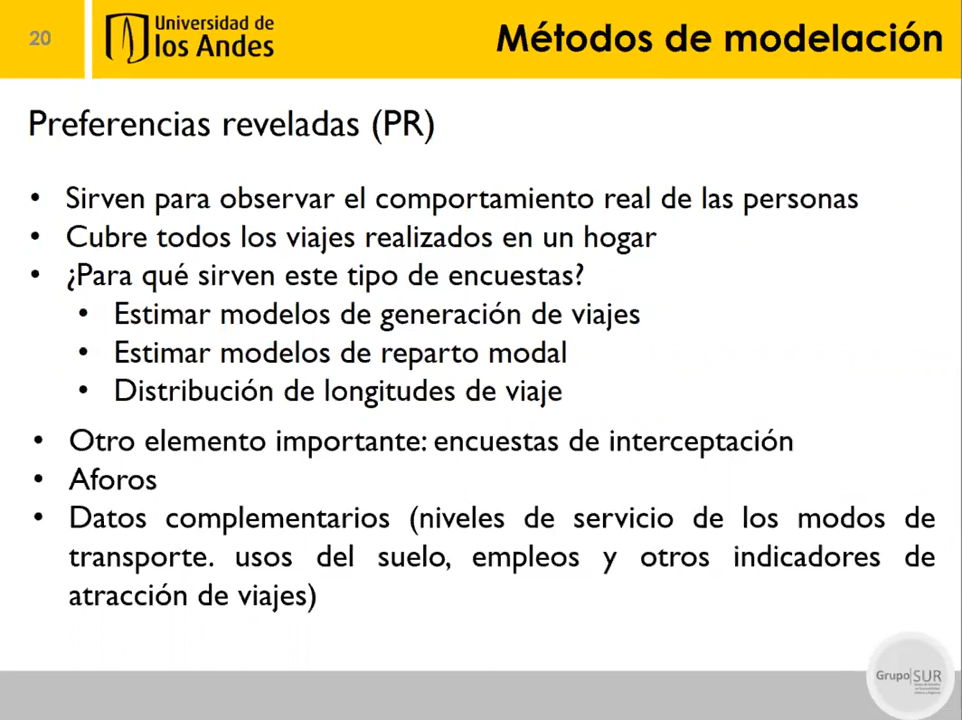 20
Universidad de
los Andes
Métodos de modelación
Preferencias reveladas (PR)
• Sirven para observar el comportamiento real de las personas
• Cubre todos los viajes realizados en un hogar
• ¿Para qué sirven este tipo de encuestas?
• Estimar modelos de generación de viajes
• Estimar modelos de reparto modal
• Distribución de longitudes de viaje
• Otro elemento importante: encuestas de interceptación
• Aforos
• Datos complementarios (niveles de servicio de los modos de
transporte. usos del suelo, empleos y otros indicadores de
atracción de viajes)
Grupo|SUR